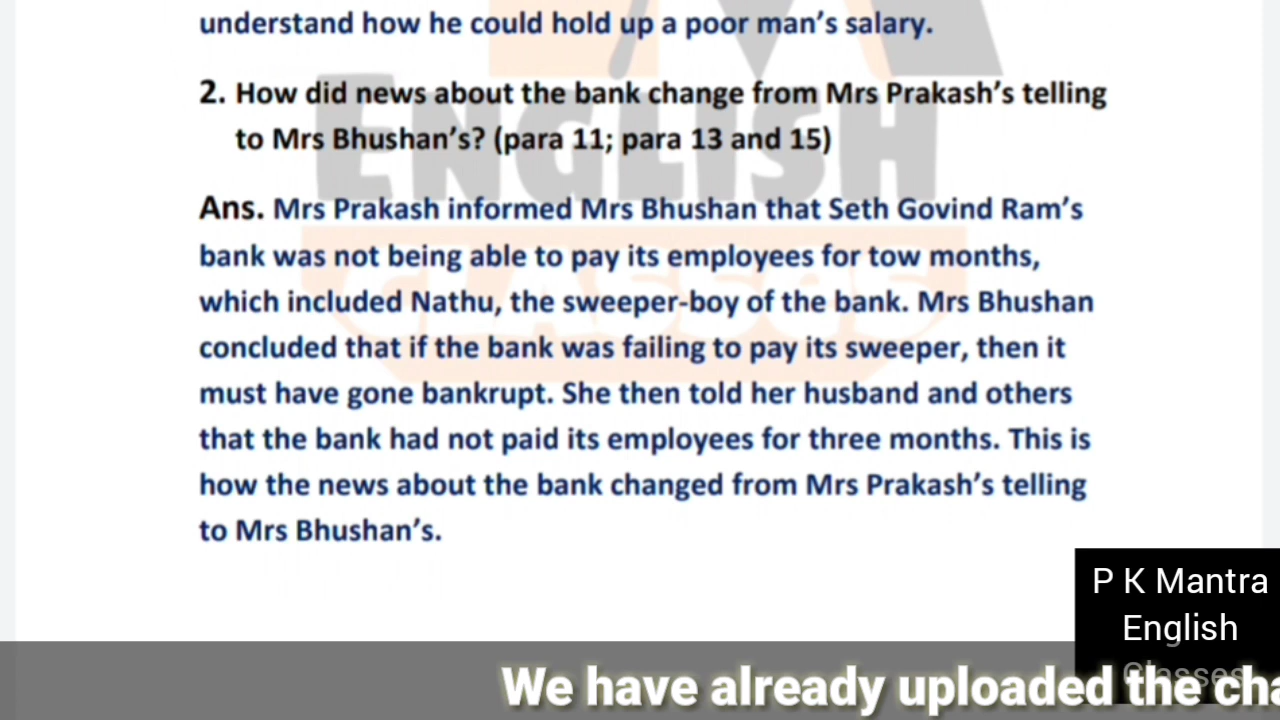 understand how he could hold up a poor man’s salary.
2. How did news about the bank change from Mrs Prakash’s telling
to Mrs Bhushan’s? (para 11; para 13 and 15)
ENGLISH
CLASSES
Ans. Mrs Prakash informed Mrs Bhushan that Seth Govind Ram’s
bank was not being able to pay its employees for tow months,
which included Nathu, the sweeper-boy of the bank. Mrs Bhushan
concluded that if the bank was failing to pay its sweeper, then it
must have gone bankrupt. She then told her husband and others
that the bank had not paid its employees for three months. This is
how the news about the bank changed from Mrs Prakash’s telling
to Mrs Bhushan’s.
P K Mantra
English
Classes
We have already uploaded the cha